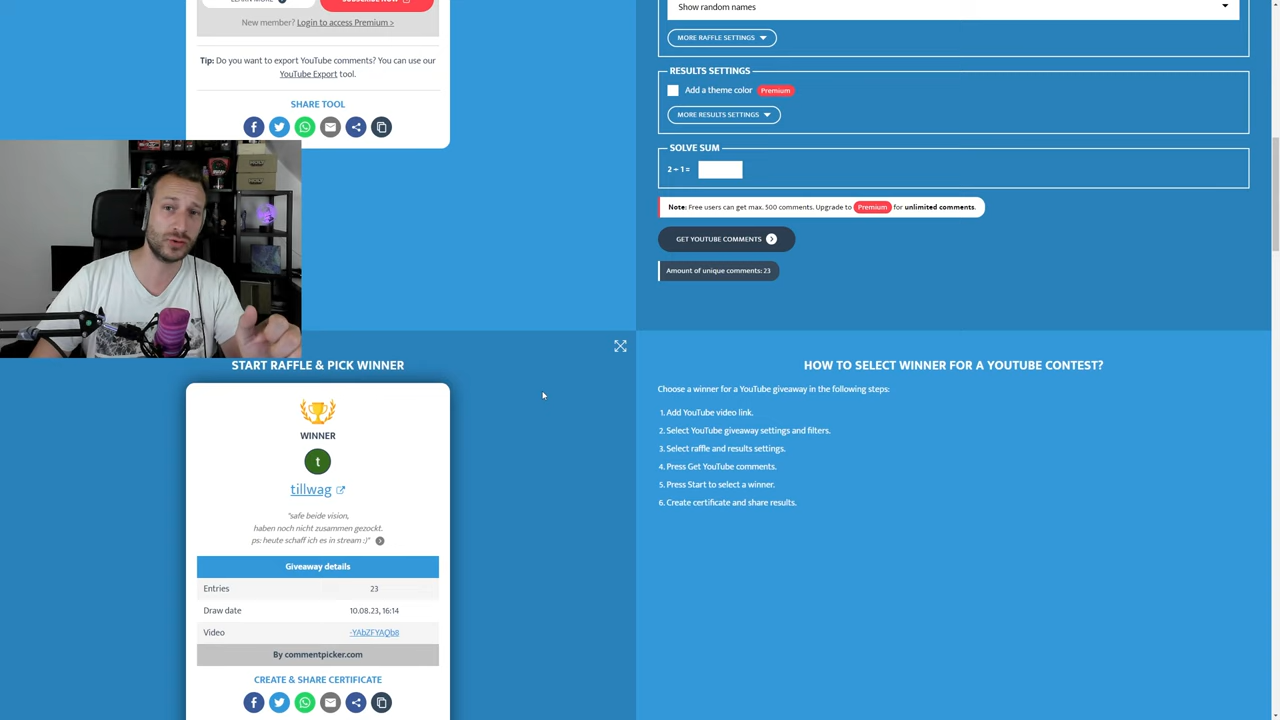 LEARN MORE
SUBSCRIBE NOW
New member? Login to access Premium >
Tip: Do you want to export YouTube comments? You can use our
YouTube Export tool.
SHARE TOOL
START RAFFLE & PICK WINNER
WINNER
t
tillwag
"safe beide vision,
haben noch nicht zusammen gezockt.
ps: heute schaff ich es in stream :)"
Giveaway details
Entries 23
Draw date 10.08.23, 16:14
Video -YAbZFYAQb8
By commentpicker.com
CREATE & SHARE CERTIFICATE
Show random names
MORE RAFFLE SETTINGS
RESULTS SETTINGS
Add a theme color Premium
MORE RESULTS SETTINGS
SOLVE SUM
2 + 1 =
Note: Free users can get max. 500 comments. Upgrade to Premium for unlimited comments.
GET YOUTUBE COMMENTS
Amount of unique comments: 23
HOW TO SELECT WINNER FOR A YOUTUBE CONTEST?
Choose a winner for a YouTube giveaway in the following steps:
1. Add YouTube video link.
2. Select YouTube giveaway settings and filters.
3. Select raffle and results settings.
4. Press Get YouTube comments.
5. Press Start to select a winner.
6. Create certificate and share results.